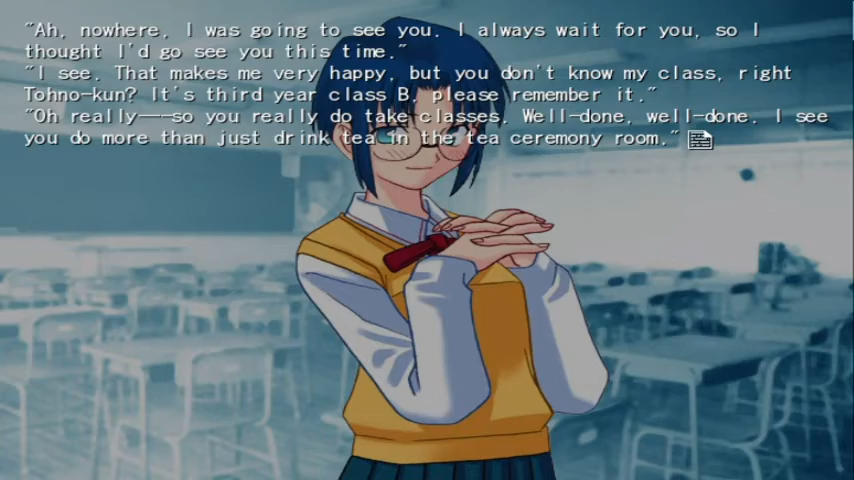 "Ah, nowhere, I was going to see you. I always wait for you, so I
thought I'd go see you this time."
"I see. That makes me very happy, but you don't know my class, right
Tohno-kun? It's third year class B, please remember it."
"Oh really——so you really do take classes. Well-done, well-done. I see
you do more than just drink tea in the tea ceremony room."